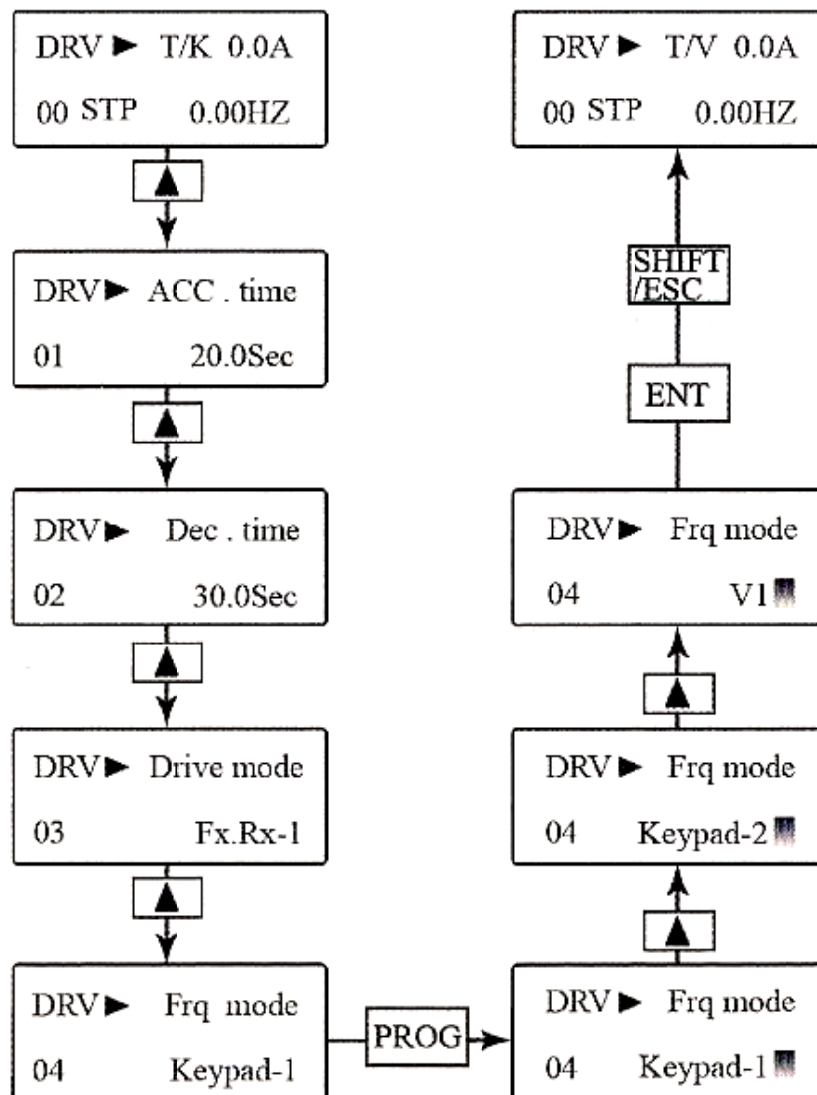 DRV ► T/K 0.0A
00 STP 0.00HZ
▲
DRV► ACC . time
01 20.0Sec
▲
DRV► Dec . time
02 30.0Sec
▲
DRV► Drive mode
03 Fx.Rx-1
▲
DRV► Frq mode
04 Keypad-1
PROG
DRV► Frq mode
04 Keypad-1
▲
DRV► Frq mode
04 Keypad-2
▲
DRV► Frq mode
04 V1
ENT
SHIFT
/ESC
DRV ► T/V 0.0A
00 STP 0.00HZ